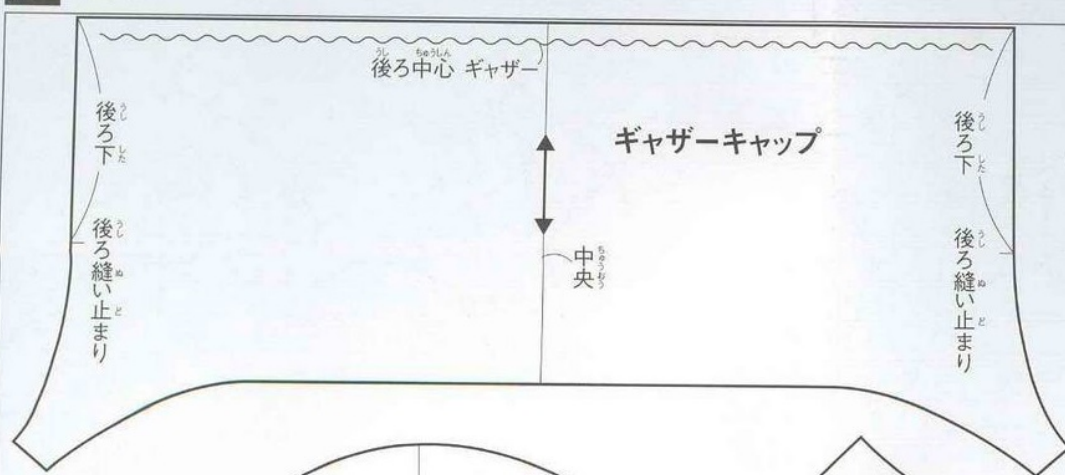 後ろ中心 ギャザー
ギャザーキャップ
後ろ下
後ろ縫い止まり
中央
後ろ下
後ろ縫い止まり